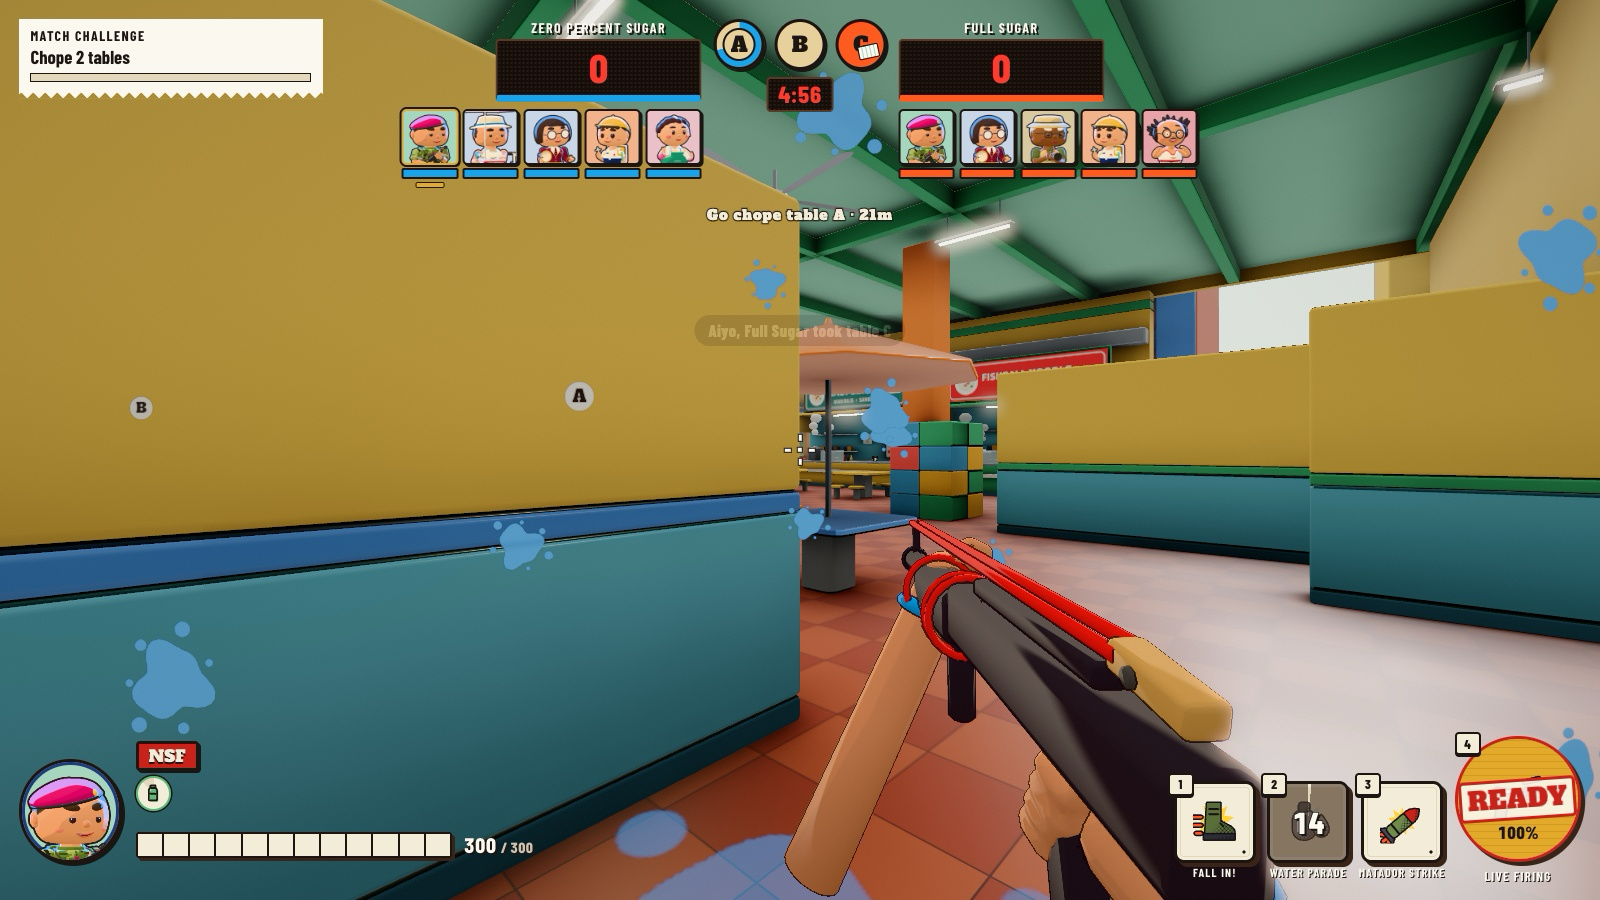 MATCH CHALLENGE
Chope 2 tables
ZERO PERCENT SUGAR
0
A
B
C
4:56
FULL SUGAR
0
Go chope table A · 21m
Aiyo, Full Sugar took table C
B
A
NSF
300 / 300
1
FALL IN!
2
14
WATER PARADE
3
MATADOR STRIKE
4
READY
100%
LIVE FIRING